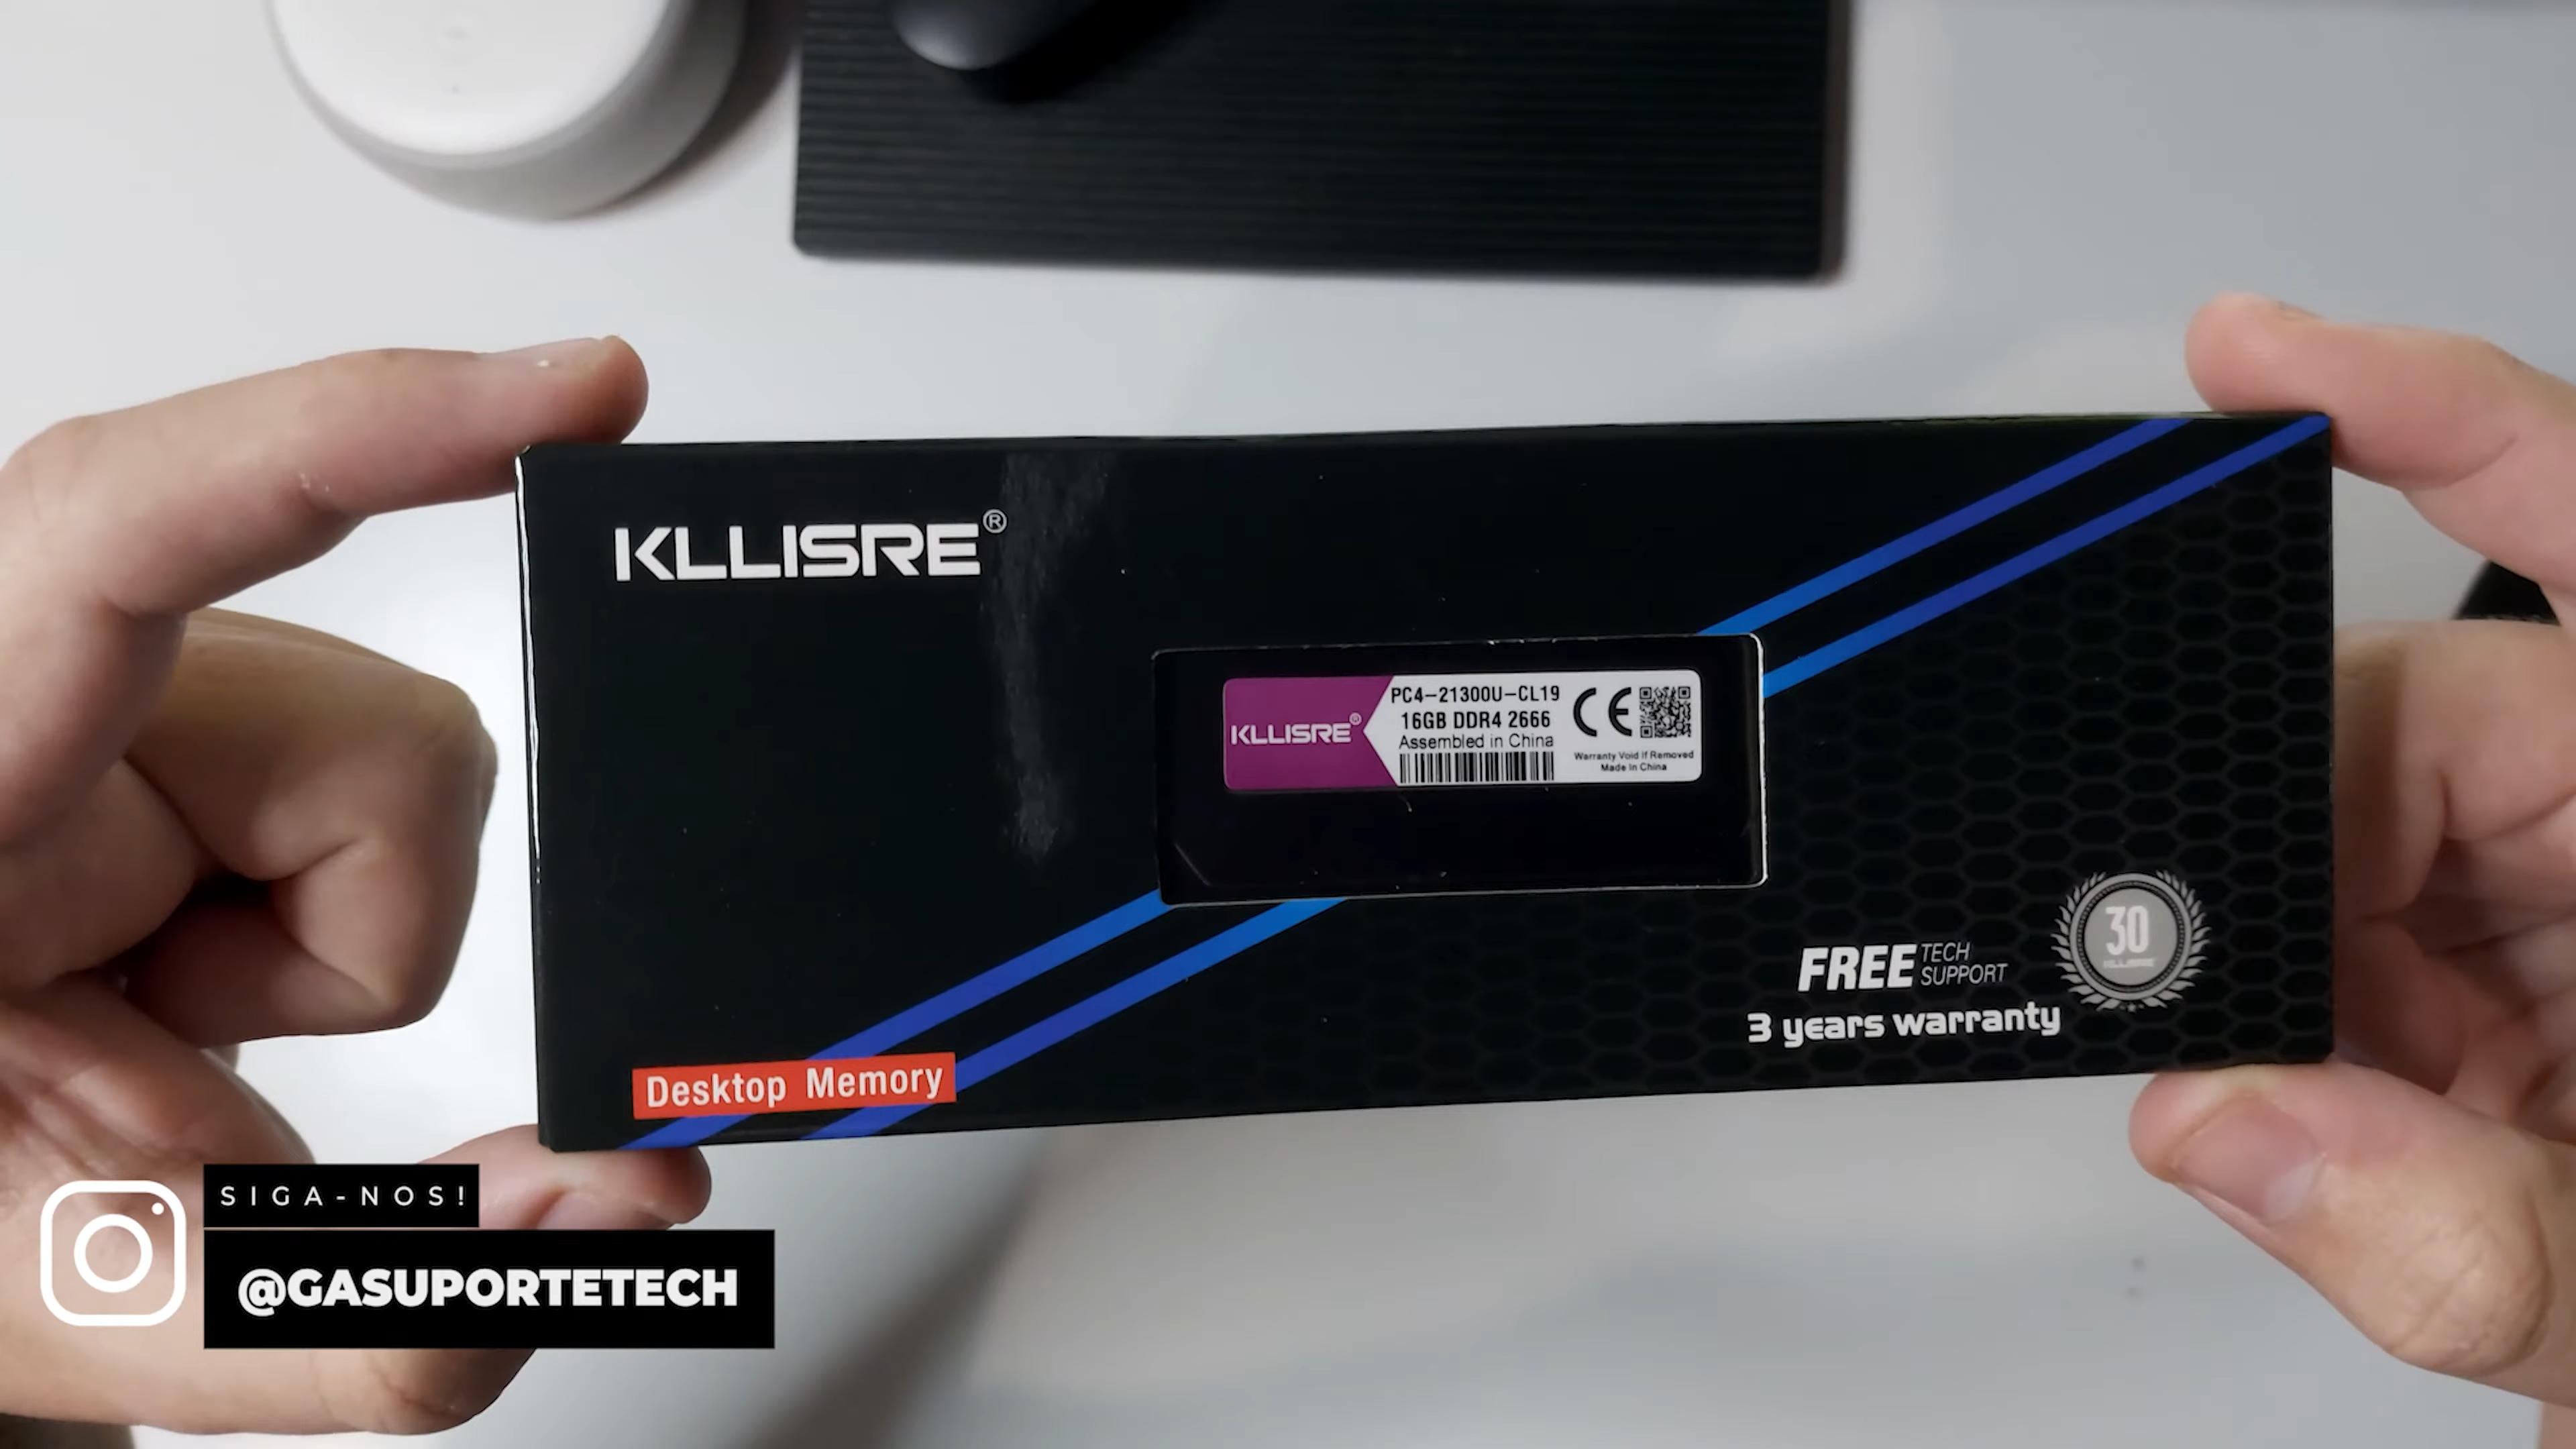 KLLISRE®
KLLISRE®
PC4-21300U-CL19
16GB DDR4 2666
Assembled in China
CE
Warranty Void If Removed
Made In China
FREE TECH SUPPORT
30
KLLISRE
3 years warranty
Desktop Memory
SIGA-NOS!
@GASUPORTETECH